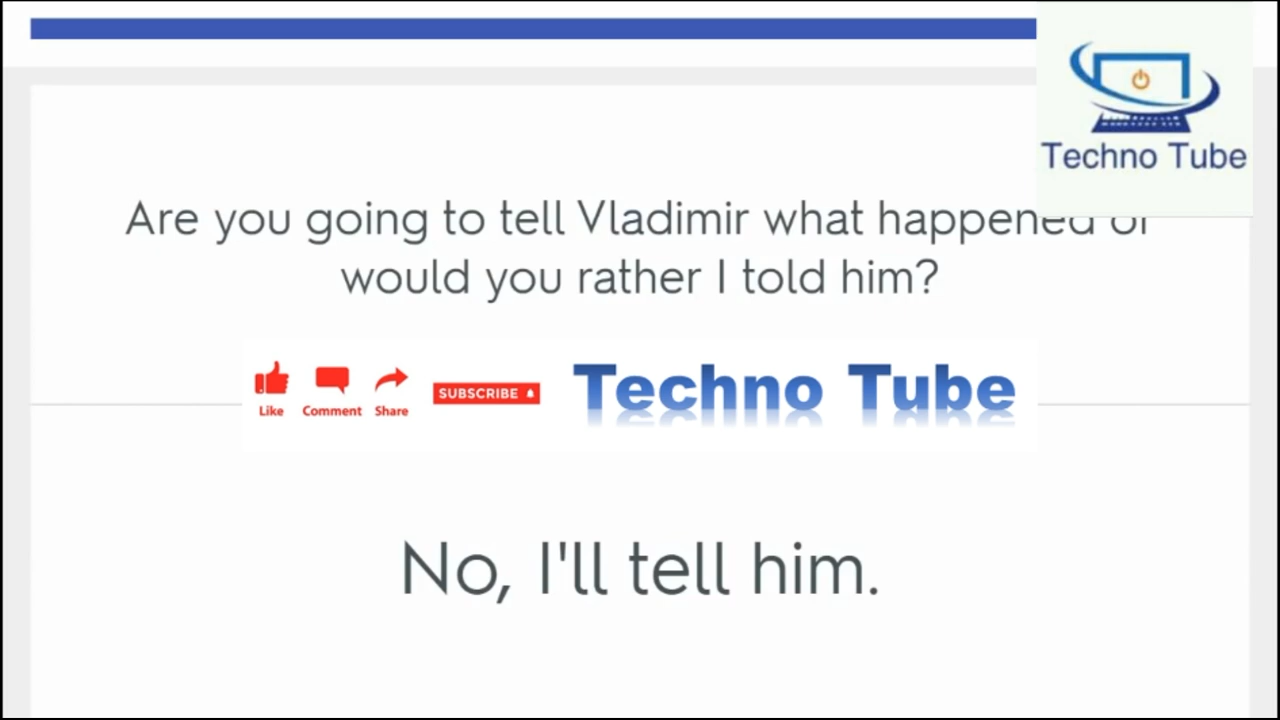 Techno Tube
Are you going to tell Vladimir what happened or
would you rather I told him?
Like Comment Share SUBSCRIBE Techno Tube
No, I'll tell him.